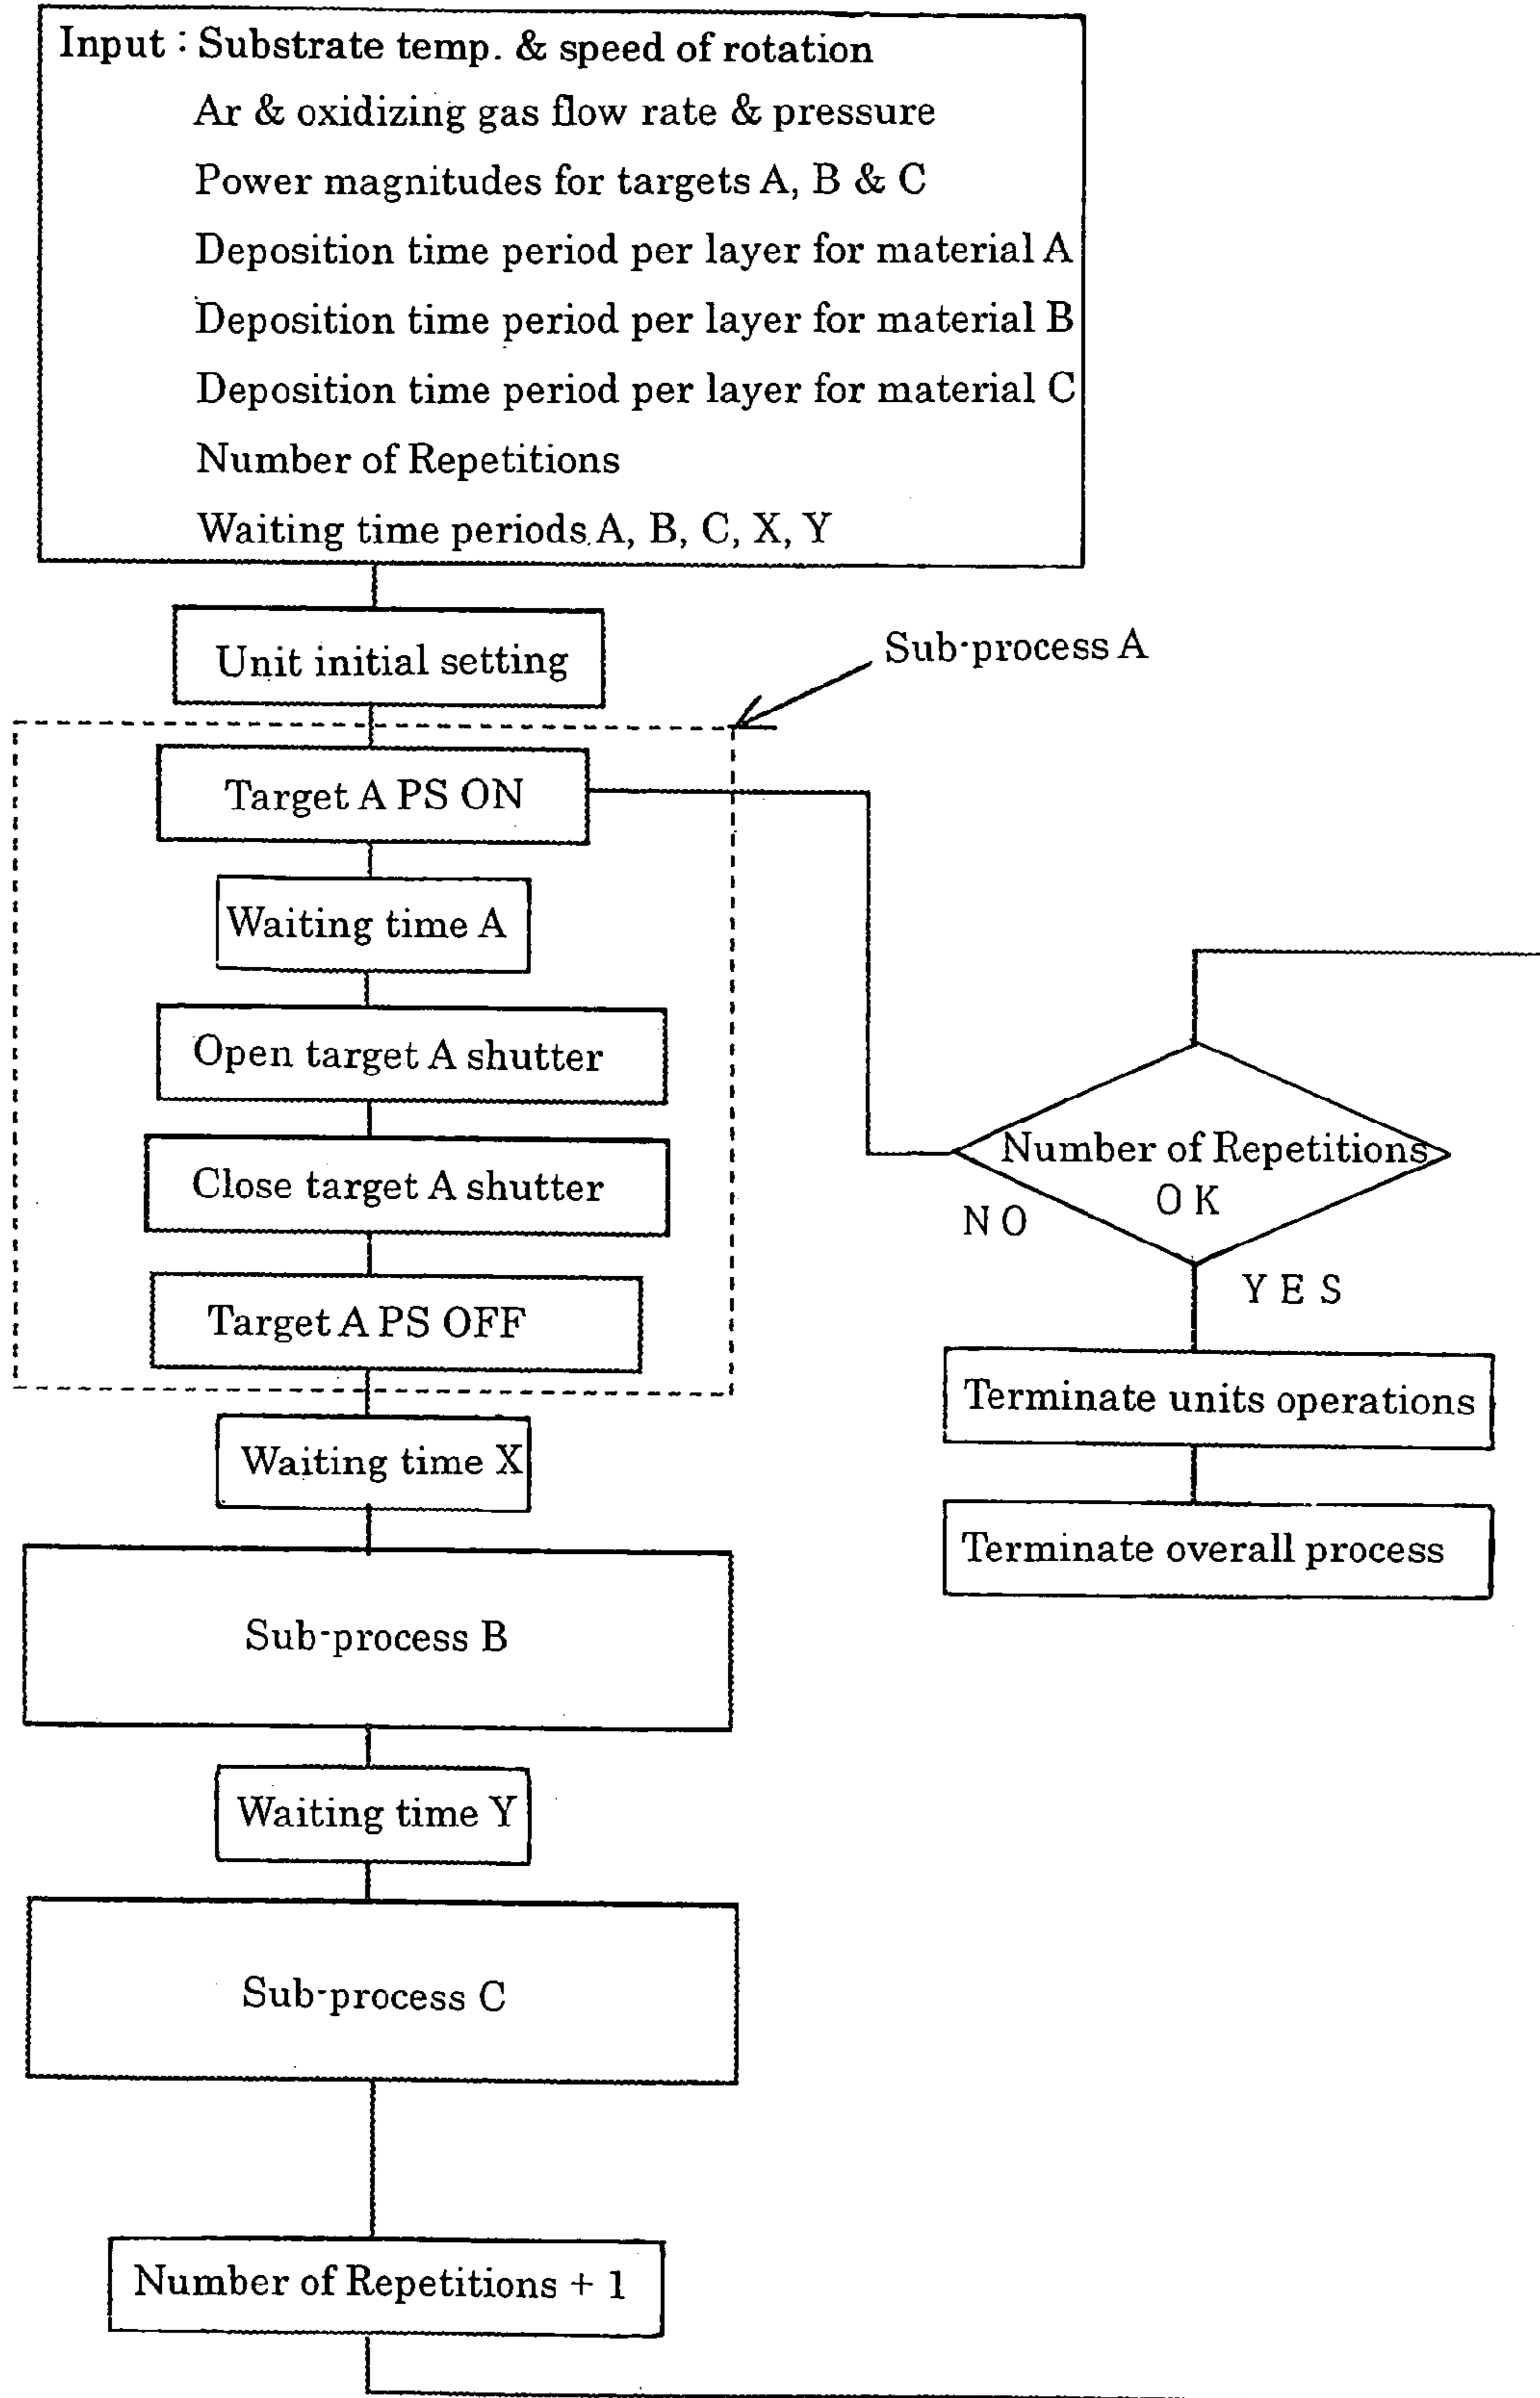 Input : Substrate temp. & speed of rotation
Ar & oxidizing gas flow rate & pressure
Power magnitudes for targets A, B & C
Deposition time period per layer for material A
Deposition time period per layer for material B
Deposition time period per layer for material C
Number of Repetitions
Waiting time periods A, B, C, X, Y
Unit initial setting
Sub-process A
Target A PS ON
Waiting time A
Open target A shutter
Close target A shutter
Target A PS OFF
Waiting time X
Sub-process B
Waiting time Y
Sub-process C
Number of Repetitions + 1
Number of Repetitions
OK
NO
YES
Terminate units operations
Terminate overall process